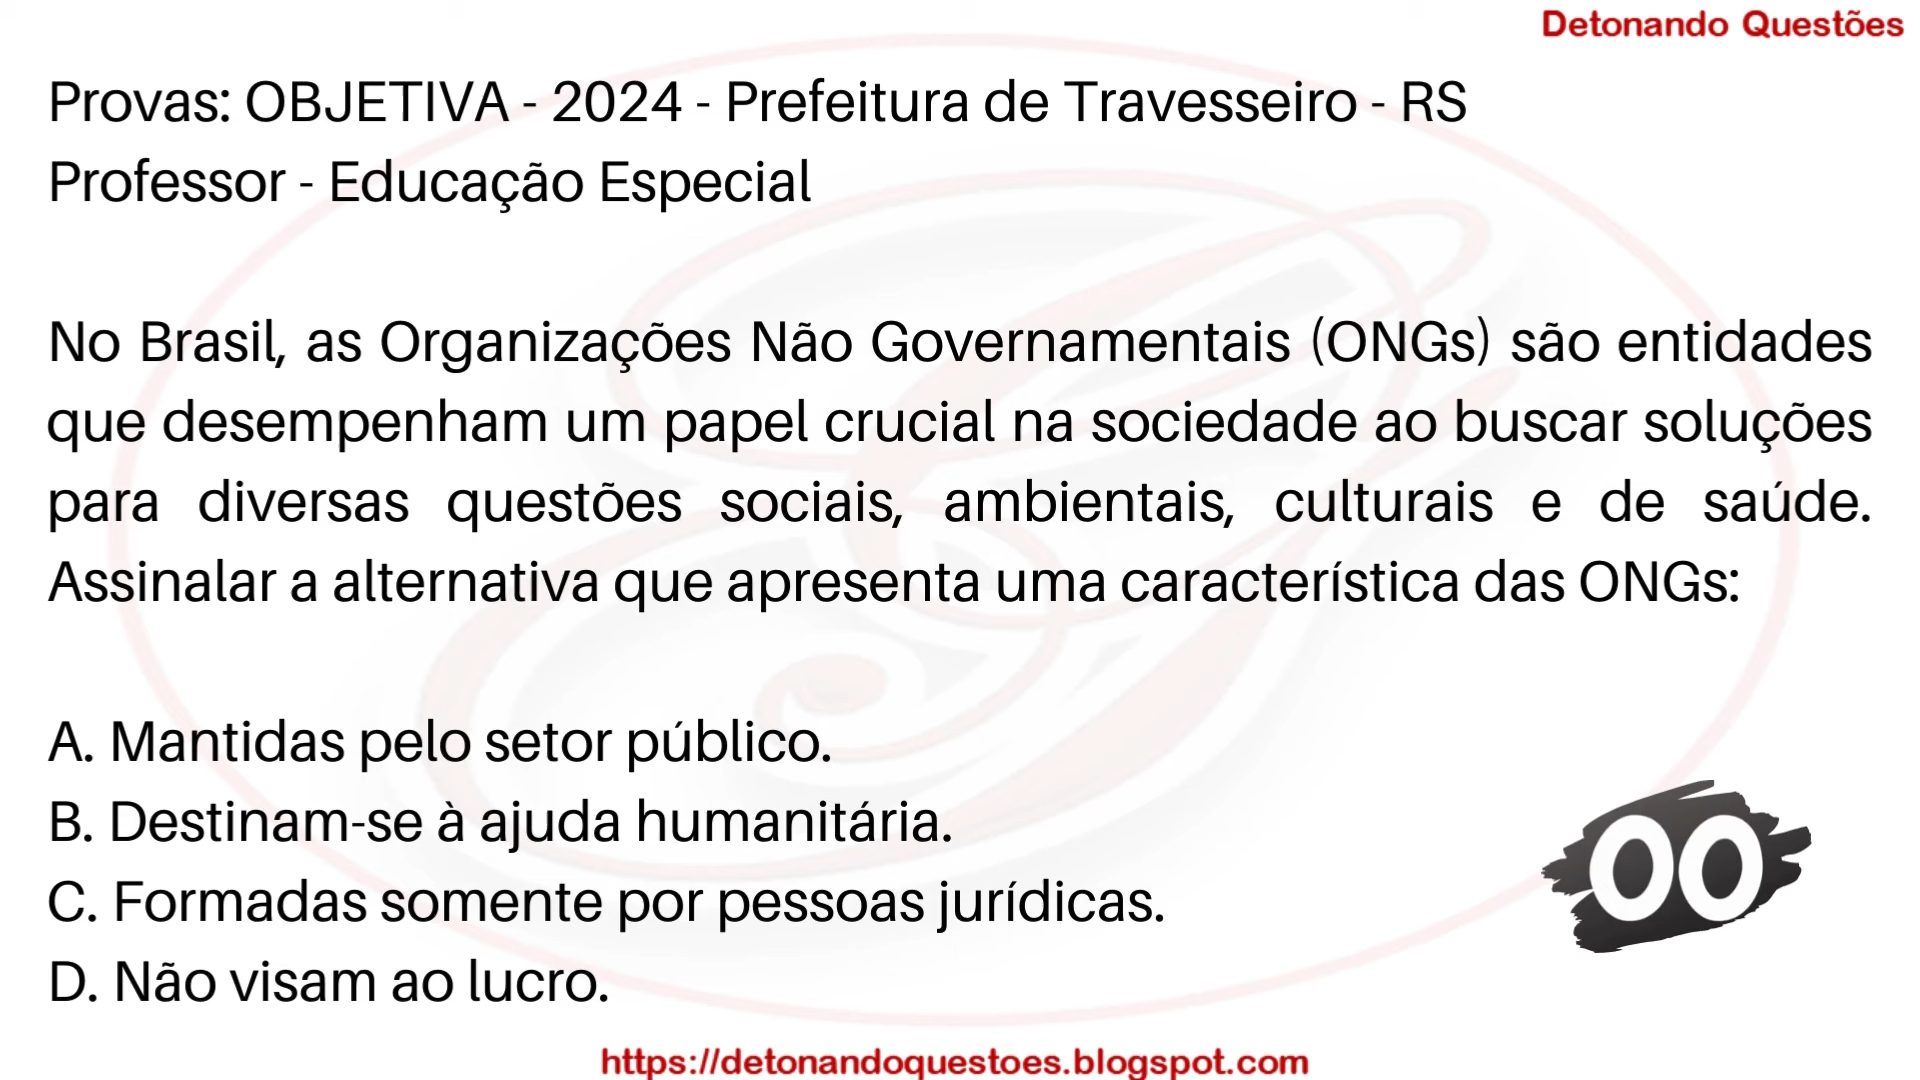 Detonando Questões
Provas: OBJETIVA - 2024 - Prefeitura de Travesseiro - RS
Professor - Educação Especial
No Brasil, as Organizações Não Governamentais (ONGs) são entidades
que desempenham um papel crucial na sociedade ao buscar soluções
para diversas questões sociais, ambientais, culturais e de saúde.
Assinalar a alternativa que apresenta uma característica das ONGs:
A. Mantidas pelo setor público.
B. Destinam-se à ajuda humanitária.
C. Formadas somente por pessoas jurídicas.
D. Não visam ao lucro.
00
https://detonandoquestoes.blogspot.com